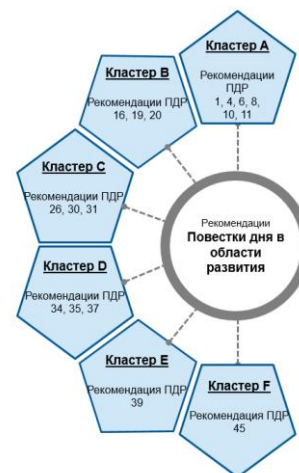 Кластер A
Рекомендации
ПДР
1, 4, 6, 8,
10, 11
Кластер B
Рекомендации ПДР
16, 19, 20
Кластер C
Рекомендации ПДР
26, 30, 31
Кластер D
Рекомендации ПДР
34, 35, 37
Кластер E
Рекомендация ПДР
39
Кластер F
Рекомендация ПДР
45
Рекомендации
Повестки дня в
области
развития